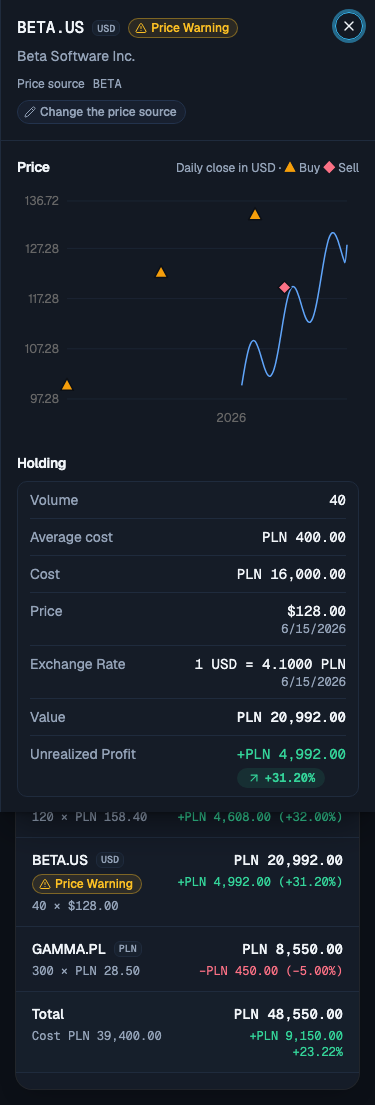 BETA.US USD Price Warning
Beta Software Inc.
Price source BETA
Change the price source
Price Daily close in USD · Buy Sell
136.72
127.28
117.28
107.28
97.28
2026
Holding
Volume 40
Average cost PLN 400.00
Cost PLN 16,000.00
Price $128.00
6/15/2026
Exchange Rate 1 USD = 4.1000 PLN
6/15/2026
Value PLN 20,992.00
Unrealized Profit +PLN 4,992.00
+31.20%
120 × PLN 158.40 +PLN 4,608.00 (+32.00%)
BETA.US USD PLN 20,992.00
Price Warning +PLN 4,992.00 (+31.20%)
40 × $128.00
GAMMA.PL PLN PLN 8,550.00
300 × PLN 28.50 −PLN 450.00 (−5.00%)
Total PLN 48,550.00
Cost PLN 39,400.00 +PLN 9,150.00
+23.22%